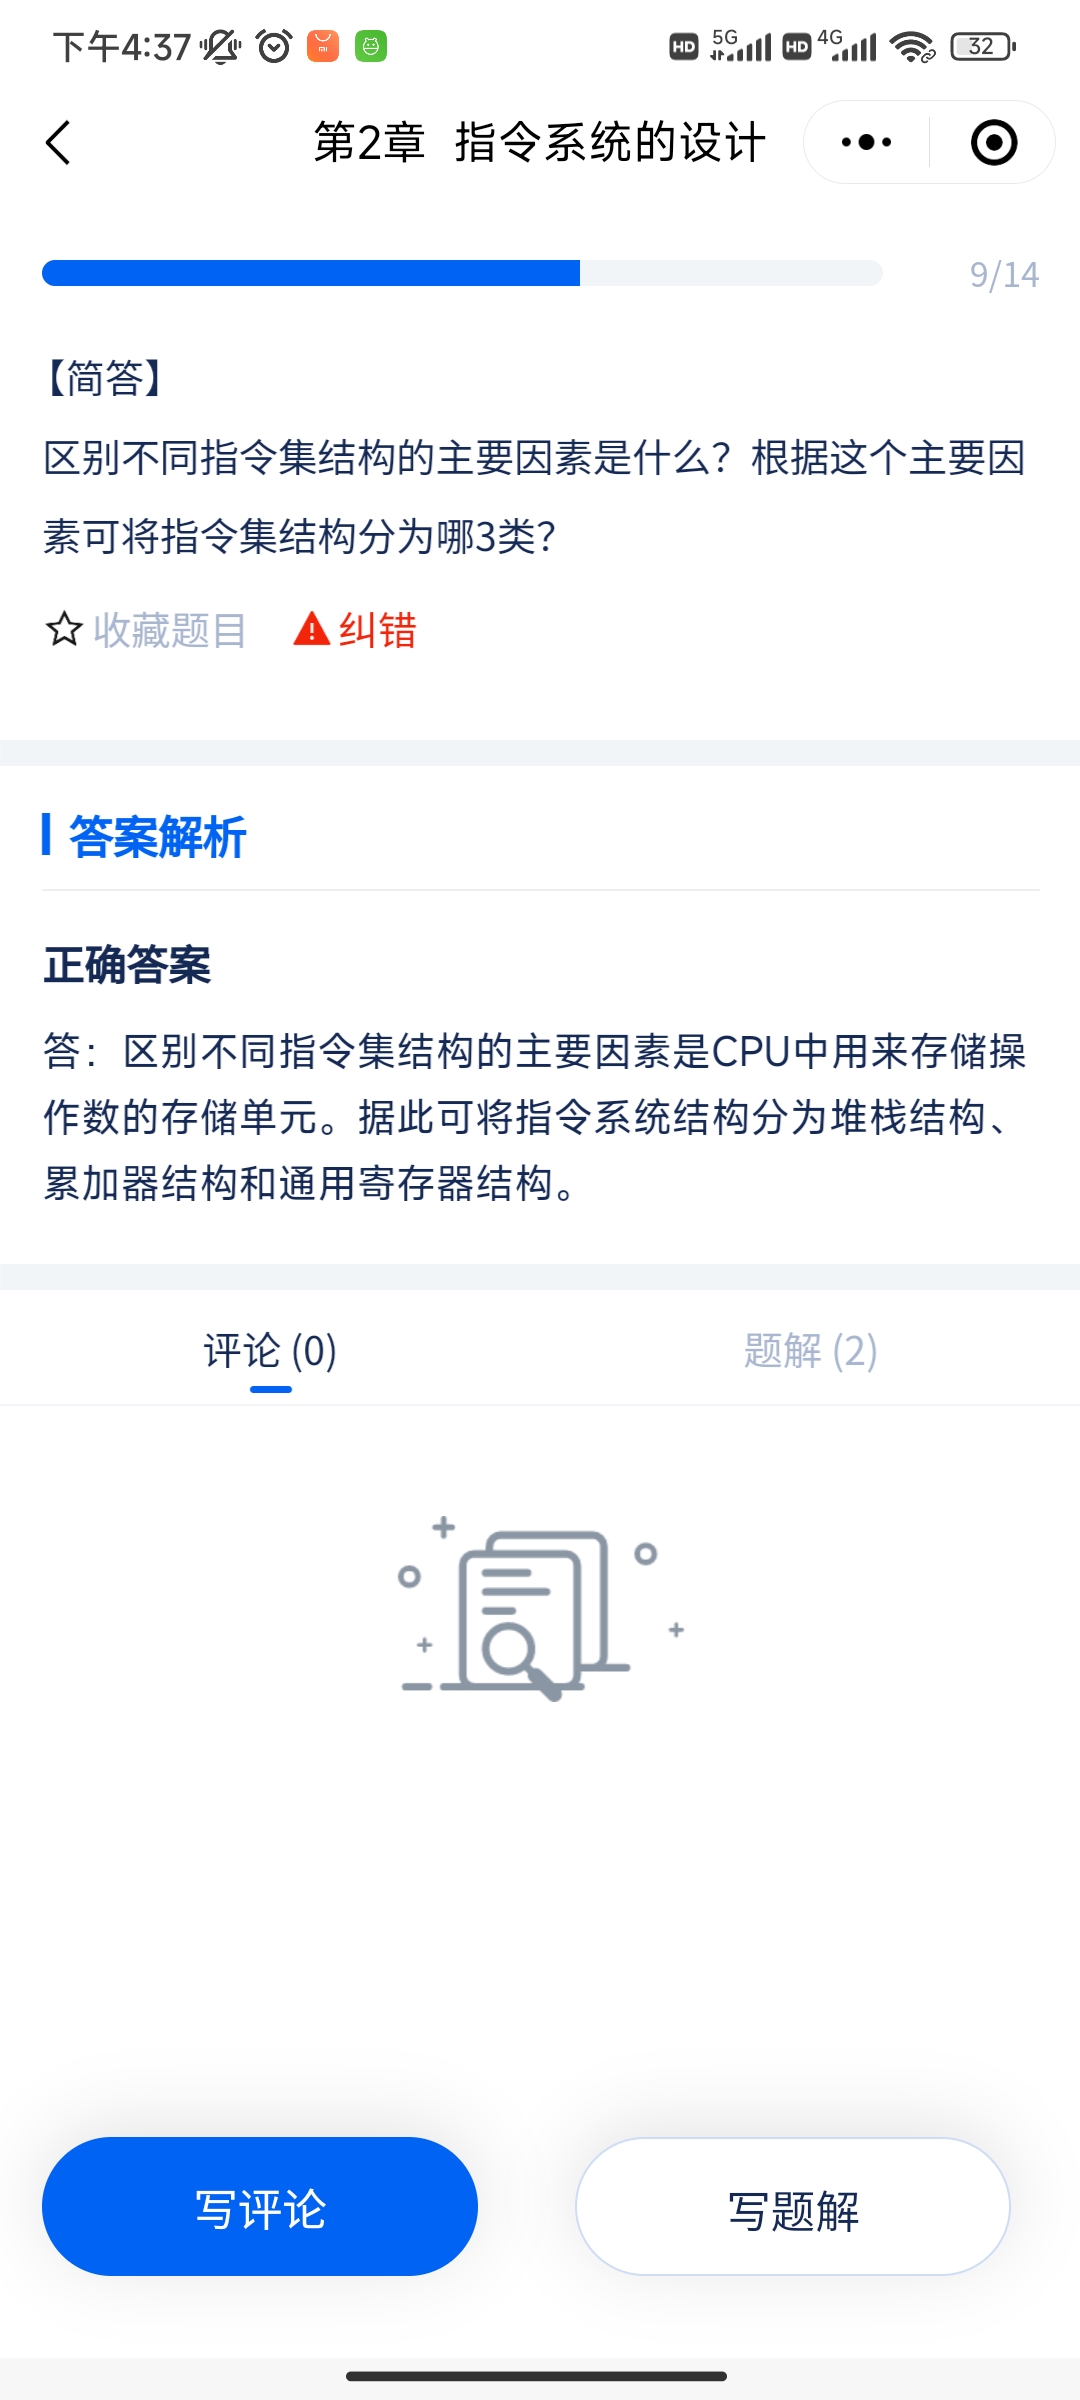 下午4:37 HD 5G HD 4G 32
第2章 指令系统的设计
9/14
【简答】
区别不同指令集结构的主要因素是什么？根据这个主要因
素可将指令集结构分为哪3类？
收藏题目 纠错
答案解析
正确答案
答：区别不同指令集结构的主要因素是CPU中用来存储操
作数的存储单元。据此可将指令系统结构分为堆栈结构、
累加器结构和通用寄存器结构。
评论 (0) 题解 (2)
写评论 写题解